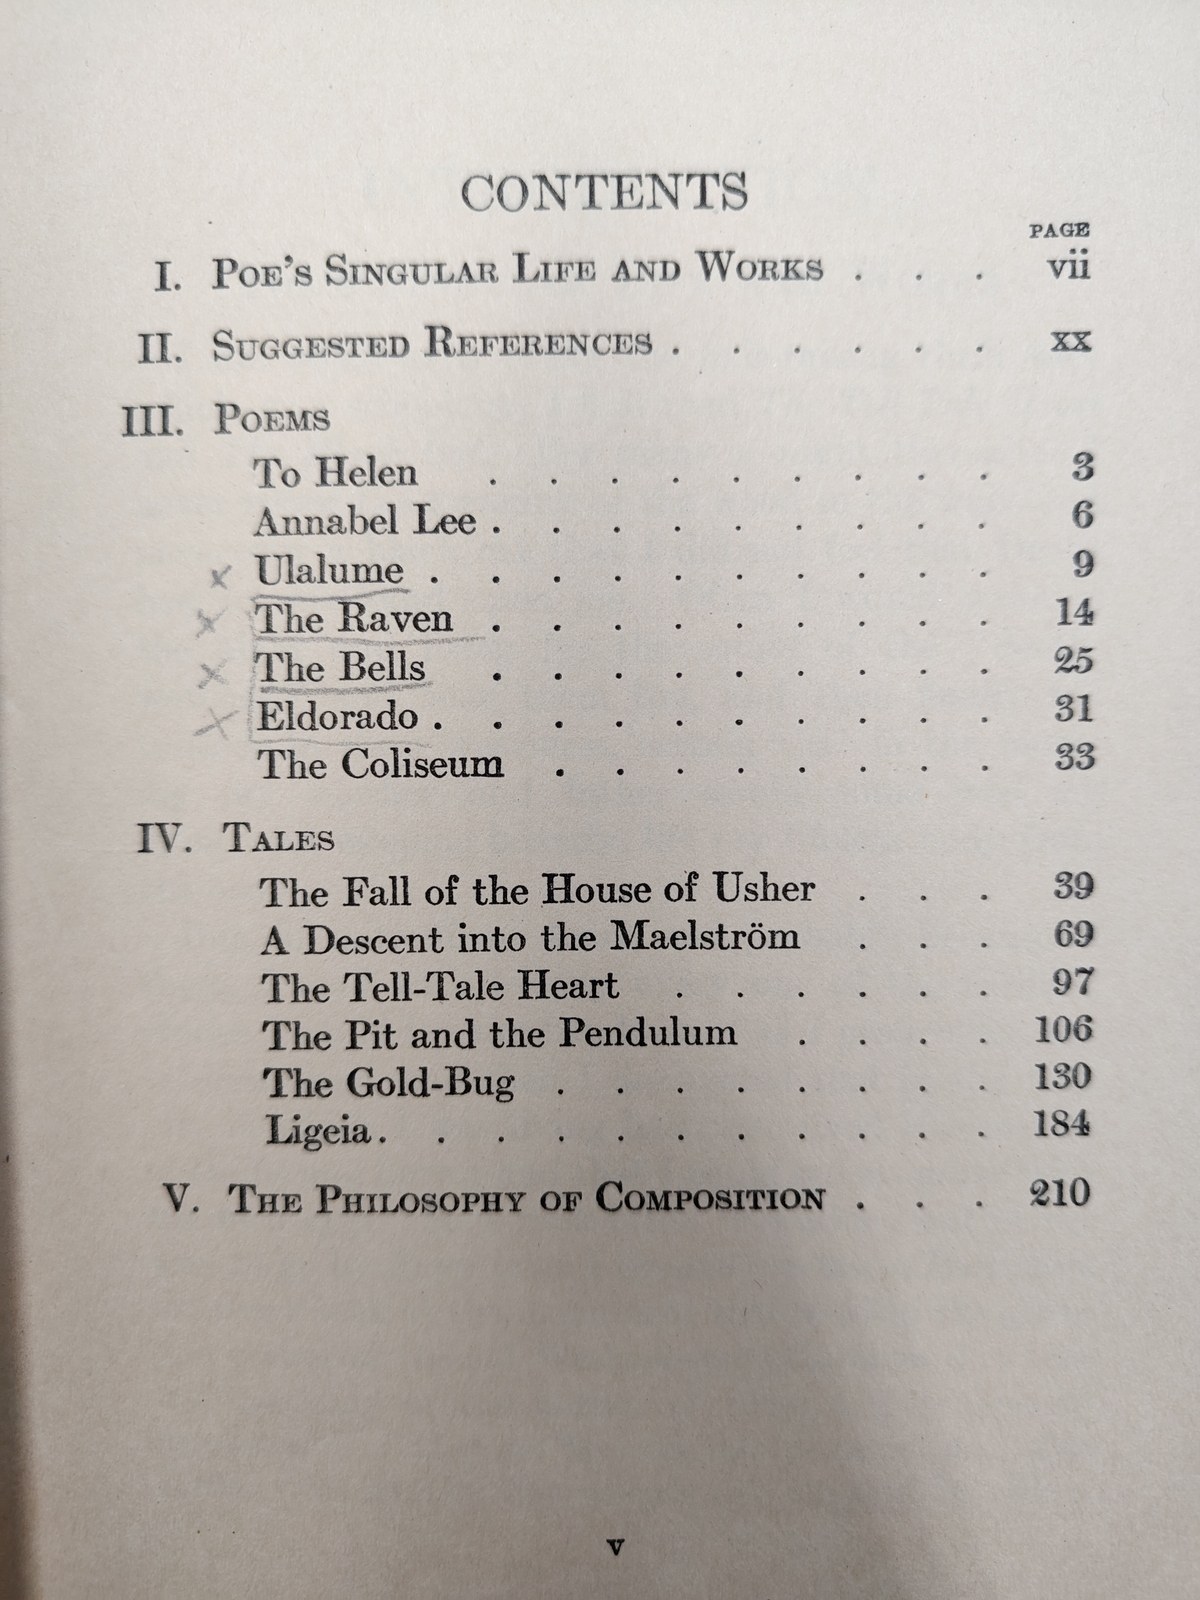 CONTENTS
PAGE
I. POE'S SINGULAR LIFE AND WORKS . . . vii
II. SUGGESTED REFERENCES . . . . . . xx
III. POEMS
To Helen . . . . . . . . . 3
Annabel Lee . . . . . . . . . 6
x Ulalume . . . . . . . . . . 9
x The Raven . . . . . . . . . 14
x The Bells . . . . . . . . . 25
x Eldorado . . . . . . . . . . 31
The Coliseum . . . . . . . . 33
IV. TALES
The Fall of the House of Usher . . . 39
A Descent into the Maelström . . . 69
The Tell-Tale Heart . . . . . . 97
The Pit and the Pendulum . . . . 106
The Gold-Bug . . . . . . . . 130
Ligeia . . . . . . . . . . . 184
V. THE PHILOSOPHY OF COMPOSITION . . . 210
v